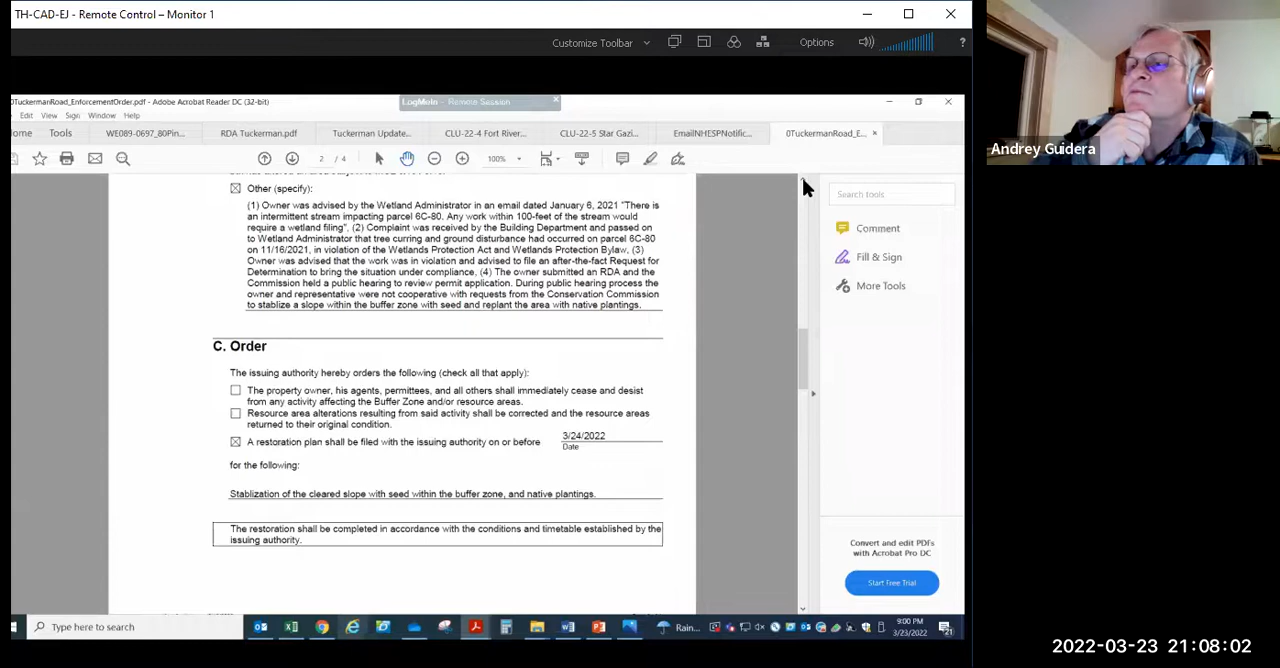 TH-CAD-EJ - Remote Control – Monitor 1
Customize Toolbar
Options
?
0TuckermanRoad_EnforcementOrder.pdf - Adobe Acrobat Reader DC (32-bit)
LogMeIn - Remote Session
Edit View Sign Window Help
ome Tools WE089-0697_80Pin... RDA Tuckerman.pdf Tuckerman Update... CLU-22-4 Fort River... CLU-22-5 Star Gazi... EmailNHESPNotific... 0TuckermanRoad_E...
2 / 4
100%
Search tools
Comment
Fill & Sign
More Tools
Other (specify):
(1) Owner was advised by the Wetland Administrator in an email dated January 6, 2021 "There is
an intermittent stream impacting parcel 6C-80. Any work within 100-feet of the stream would
require a wetland filing", (2) Complaint was received by the Building Department and passed on
to Wetland Administrator that tree curring and ground disturbance had occurred on parcel 6C-80
on 11/16/2021, in violation of the Wetlands Protection Act and Wetlands Protection Bylaw, (3)
Owner was advised that the work was in violation and advised to file an after-the-fact Request for
Determination to bring the situation under compliance, (4) The owner submitted an RDA and the
Commission held a public hearing to review permit application. During public hearing process the
owner and representative were not cooperative with requests from the Conservation Commission
to stablize a slope within the buffer zone with seed and replant the area with native plantings.
C. Order
The issuing authority hereby orders the following (check all that apply):
The property owner, his agents, permittees, and all others shall immediately cease and desist
from any activity affecting the Buffer Zone and/or resource areas.
Resource area alterations resulting from said activity shall be corrected and the resource areas
returned to their original condition.
A restoration plan shall be filed with the issuing authority on or before 3/24/2022
Date
for the following:
Stablization of the cleared slope with seed within the buffer zone, and native plantings.
The restoration shall be completed in accordance with the conditions and timetable established by the
issuing authority.
Convert and edit PDFs
with Acrobat Pro DC
Start Free Trial
Type here to search
Rain...
9:00 PM
3/23/2022
21
Andrey Guidera
2022-03-23 21:08:02